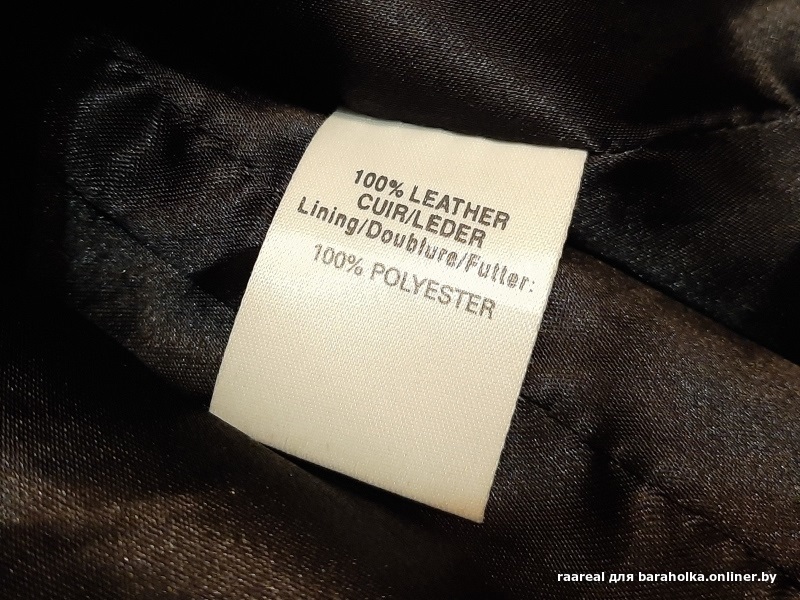 100% LEATHER
CUIR/LEDER
Lining/Doublure/Futter:
100% POLYESTER
raareal для baraholka.onliner.by